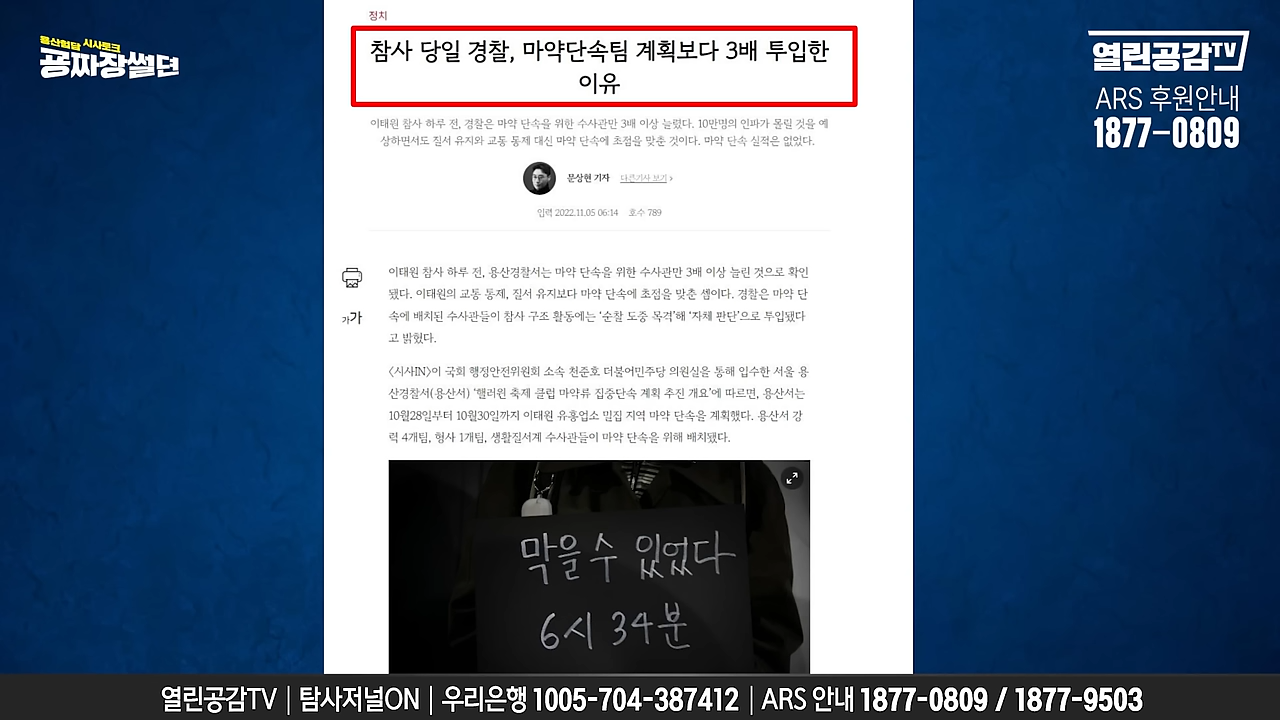 용산협담 시사토크
짱짜장썰뎐
열린공감TV
ARS 후원안내
1877-0809
정치
참사 당일 경찰, 마약단속팀 계획보다 3배 투입한
이유
이태원 참사 하루 전, 경찰은 마약 단속을 위한 수사관만 3배 이상 늘렸다. 10만명의 인파가 몰릴 것을 예
상하면서도 질서 유지와 교통 통제 대신 마약 단속에 초점을 맞춘 것이다. 마약 단속 실적은 없었다.
문상현 기자 다른기사 보기 ›
입력 2022.11.05 06:14 호수 789
이태원 참사 하루 전, 용산경찰서는 마약 단속을 위한 수사관만 3배 이상 늘린 것으로 확인
됐다. 이태원의 교통 통제, 질서 유지보다 마약 단속에 초점을 맞춘 셈이다. 경찰은 마약 단
가가
속에 배치된 수사관들이 참사 구조 활동에는 ‘순찰 도중 목격’해 ‘자체 판단’으로 투입됐다
고 밝혔다.
〈시사IN〉이 국회 행정안전위원회 소속 천준호 더불어민주당 의원실을 통해 입수한 서울 용
산경찰서(용산서) ‘핼러윈 축제 클럽 마약류 집중단속 계획 추진 개요’에 따르면, 용산서는
10월28일부터 10월30일까지 이태원 유흥업소 밀집 지역 마약 단속을 계획했다. 용산서 강
력 4개팀, 형사 1개팀, 생활질서계 수사관들이 마약 단속을 위해 배치됐다.
막을 수 있었다
6시 34분
열린공감TV | 탐사저널ON | 우리은행 1005-704-387412 | ARS 안내 1877-0809 / 1877-9503